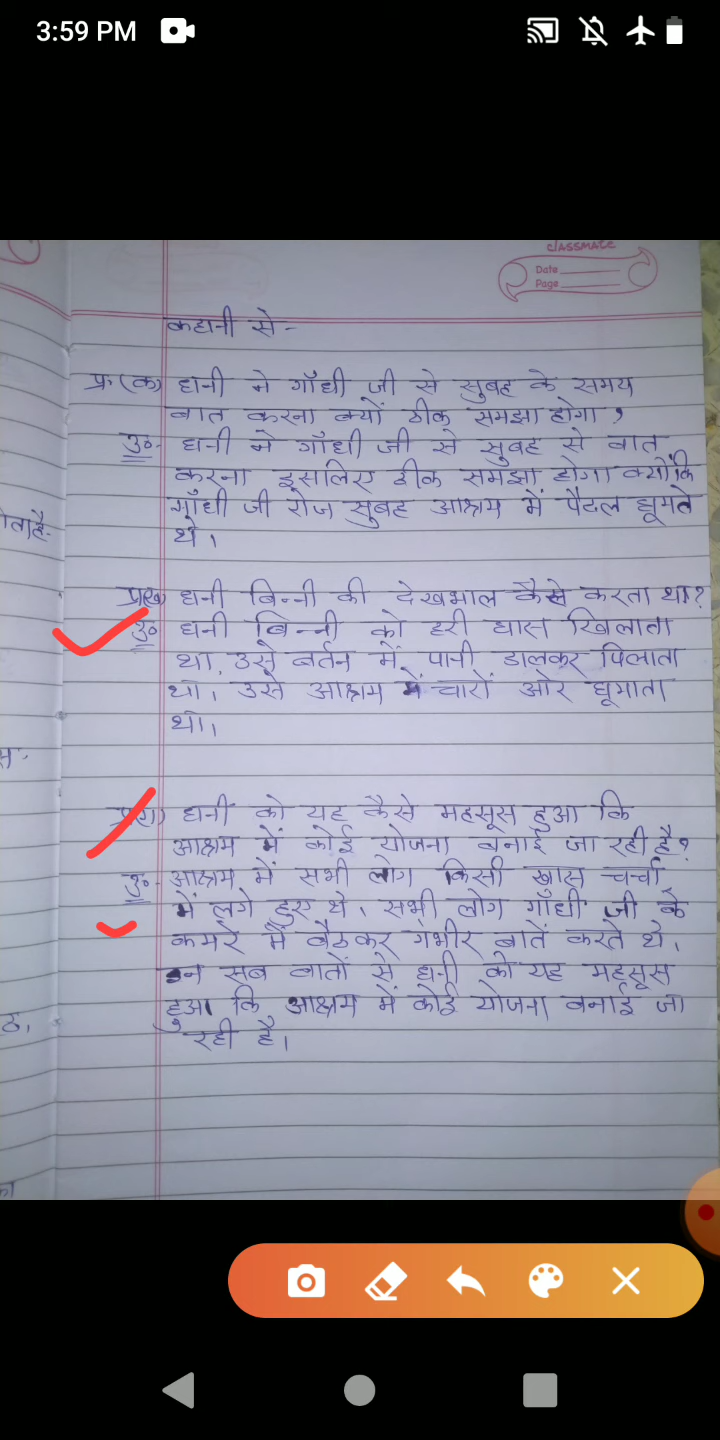 3:59 PM
classmate
Date
Page
कहानी से -
प्र(क) धनी ने गाँधी जी से सुबह के समय
बात करना क्यों ठीक समझा होगा ?
उ०- धनी ने गाँधी जी से सुबह से बात
करना इसलिए ठीक समझा होगा क्योंकि
गाँधी जी रोज सुबह आश्रम में पैदल घूमते
थे।
प्र(ख) धनी बिन्नी की देखभाल कैसे करता था?
उ० धनी बिन्नी को हरी घास खिलाता
था, उसे बर्तन में पानी डालकर पिलाता
था, उसे आश्रम में चारों ओर घूमाता
था।
प्र(ग) धनी को यह कैसे महसूस हुआ कि
आश्रम में कोई योजना बनाई जा रही है?
उ०- आश्रम में सभी लोग किसी खास चर्चा
में लगे हुए थे, सभी लोग गाँधी जी के
कमरे में बैठकर गंभीर बातें करते थे,
इन सब बातों से धनी को यह महसूस
हुआ कि आश्रम में कोई योजना बनाई जा
रही है।